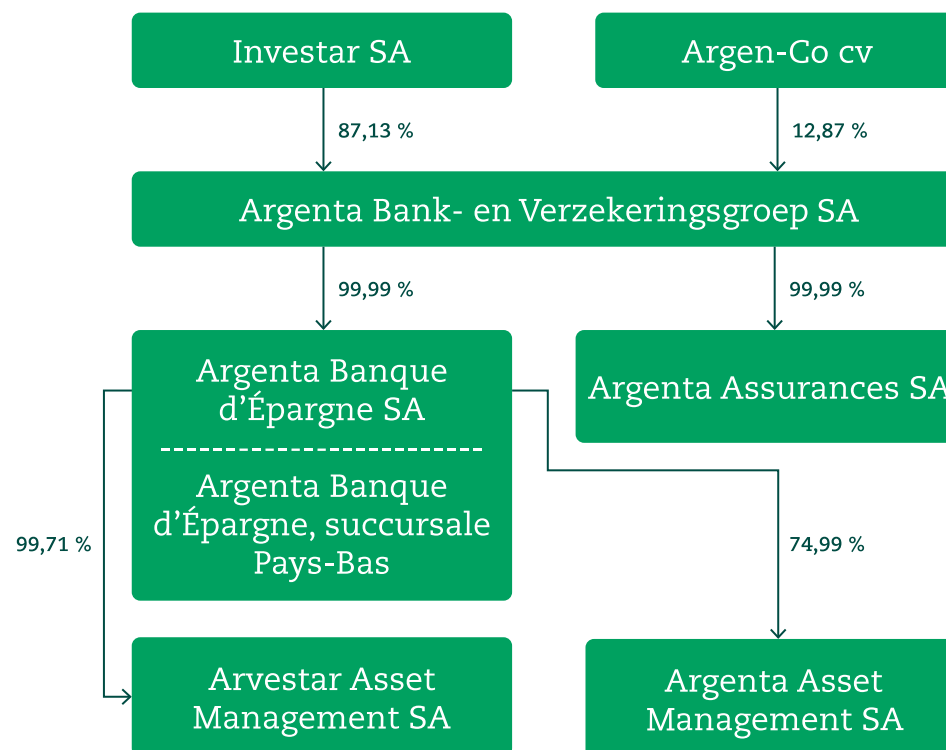 Investar SA
Argen-Co cv
87,13 %
12,87 %
Argenta Bank- en Verzekeringsgroep SA
99,99 %
99,99 %
Argenta Banque
d’Épargne SA
Argenta Assurances SA
Argenta Banque
d’Épargne, succursale
Pays-Bas
99,71 %
74,99 %
Arvestar Asset
Management SA
Argenta Asset
Management SA